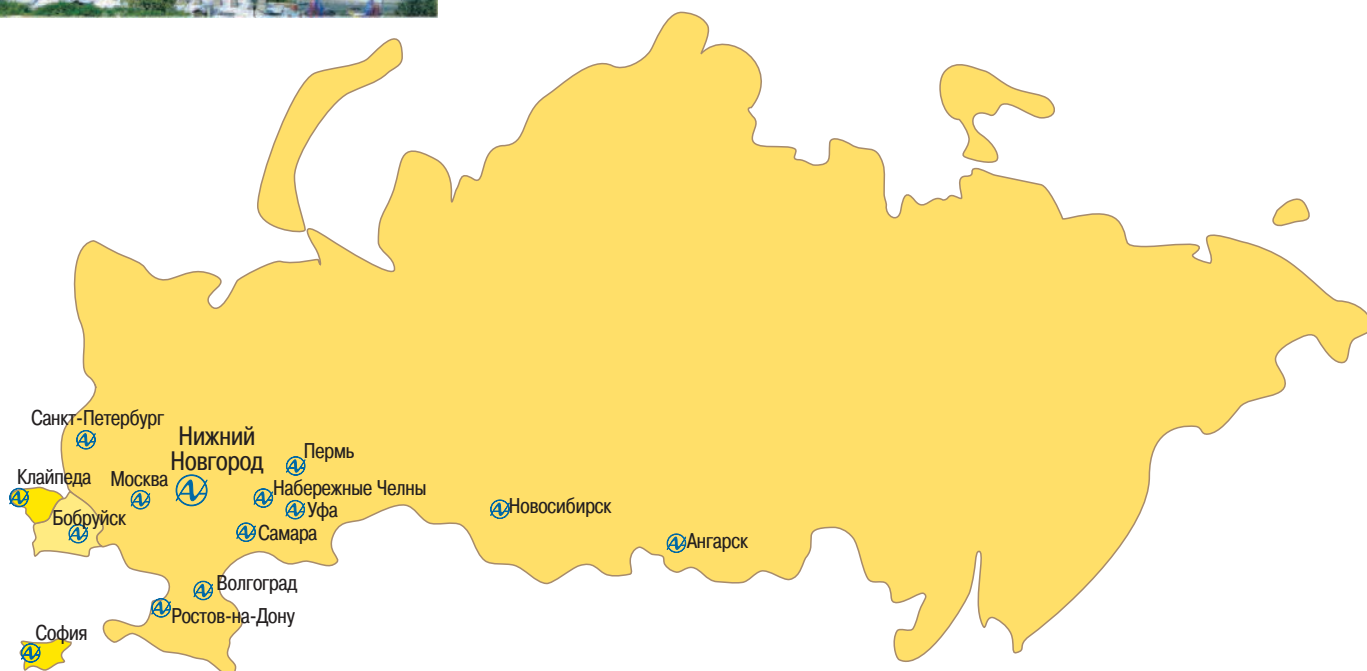 Санкт-Петербург
Нижний
Новгород
Пермь
Клайпеда
Москва
Набережные Челны
Новосибирск
Уфа
Бобруйск
Самара
Ангарск
Волгоград
Ростов-на-Дону
София